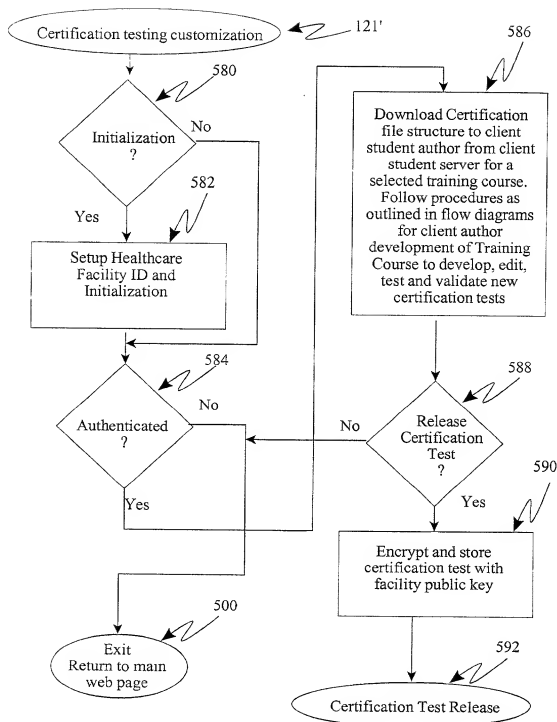 Certification testing customization
121'
580
Initialization
?
No
Yes
582
Setup Healthcare
Facility ID and
Initialization
584
Authenticated
?
No
Yes
500
Exit
Return to main
web page
586
Download Certification
file structure to client
student author from client
student server for a
selected training course.
Follow procedures as
outlined in flow diagrams
for client author
development of Training
Course to develop, edit,
test and validate new
certification tests
588
Release
Certification
Test
?
No
Yes
590
Encrypt and store
certification test with
facility public key
592
Certification Test Release